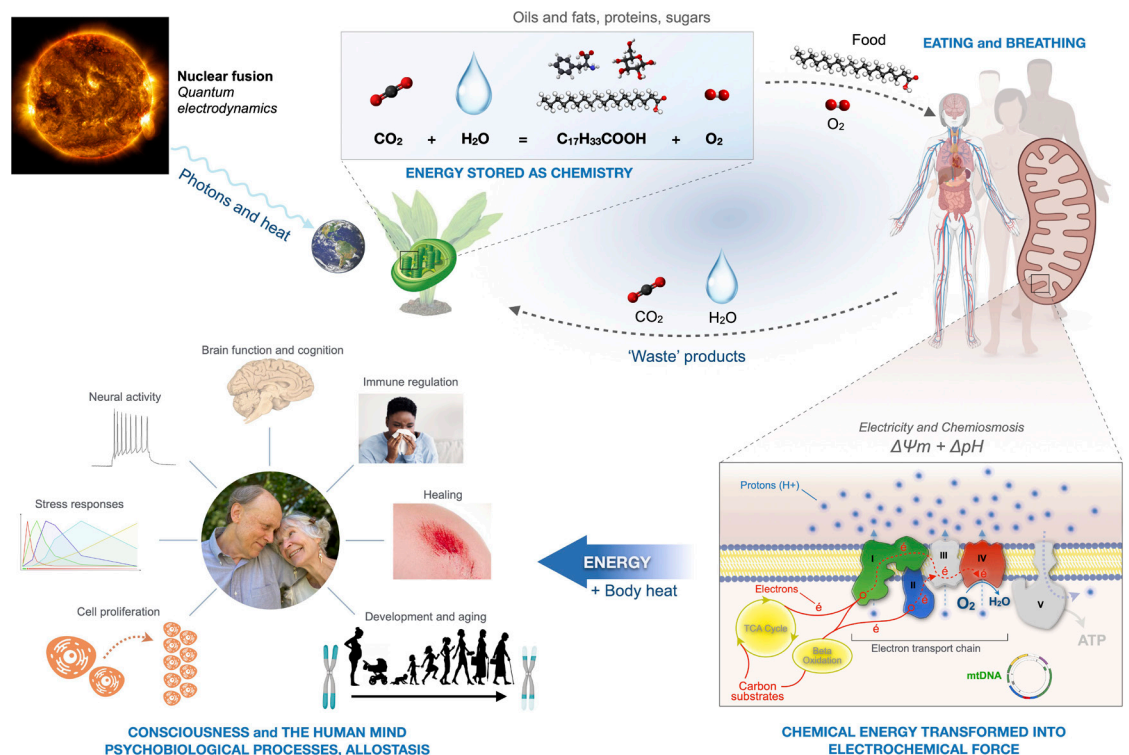 Oils and fats, proteins, sugars
Nuclear fusion
Quantum
electrodynamics
Photons and heat
CO₂ + H₂O = C₁₇H₃₃COOH + O₂
ENERGY STORED AS CHEMISTRY
Food
O₂
EATING and BREATHING
CO₂
H₂O
'Waste' products
Electricity and Chemiosmosis
ΔΨm + ΔpH
Protons (H+)
I
II
III
IV
V
é
é
é
Electrons
é
é
O₂
H₂O
ATP
TCA Cycle
Beta
Oxidation
Electron transport chain
Carbon
substrates
mtDNA
CHEMICAL ENERGY TRANSFORMED INTO
ELECTROCHEMICAL FORCE
ENERGY
+ Body heat
Brain function and cognition
Neural activity
Immune regulation
Stress responses
Healing
Cell proliferation
Development and aging
CONSCIOUSNESS and THE HUMAN MIND
PSYCHOBIOLOGICAL PROCESSES, ALLOSTASIS